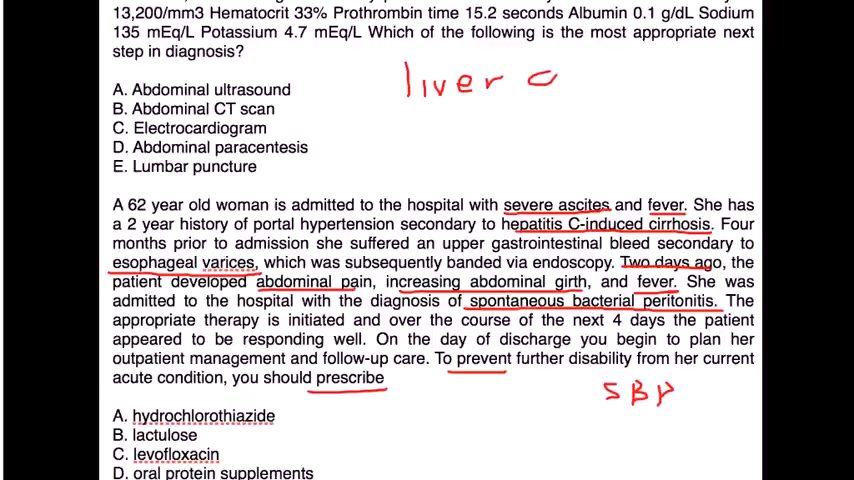 13,200/mm3 Hematocrit 33% Prothrombin time 15.2 seconds Albumin 0.1 g/dL Sodium
135 mEq/L Potassium 4.7 mEq/L Which of the following is the most appropriate next
step in diagnosis?
liver c
A. Abdominal ultrasound
B. Abdominal CT scan
C. Electrocardiogram
D. Abdominal paracentesis
E. Lumbar puncture
A 62 year old woman is admitted to the hospital with severe ascites and fever. She has
a 2 year history of portal hypertension secondary to hepatitis C-induced cirrhosis. Four
months prior to admission she suffered an upper gastrointestinal bleed secondary to
esophageal varices, which was subsequently banded via endoscopy. Two days ago, the
patient developed abdominal pain, increasing abdominal girth, and fever. She was
admitted to the hospital with the diagnosis of spontaneous bacterial peritonitis. The
appropriate therapy is initiated and over the course of the next 4 days the patient
appeared to be responding well. On the day of discharge you begin to plan her
outpatient management and follow-up care. To prevent further disability from her current
acute condition, you should prescribe
SBP
A. hydrochlorothiazide
B. lactulose
C. levofloxacin
D. oral protein supplements